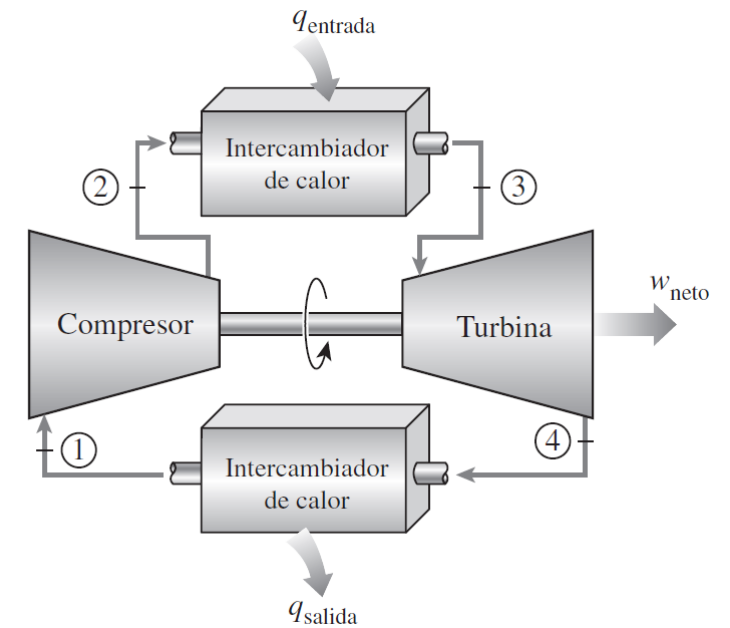 qentrada
Intercambiador
de calor
2
3
Compresor
Turbina
wneto
1
4
Intercambiador
de calor
qsalida